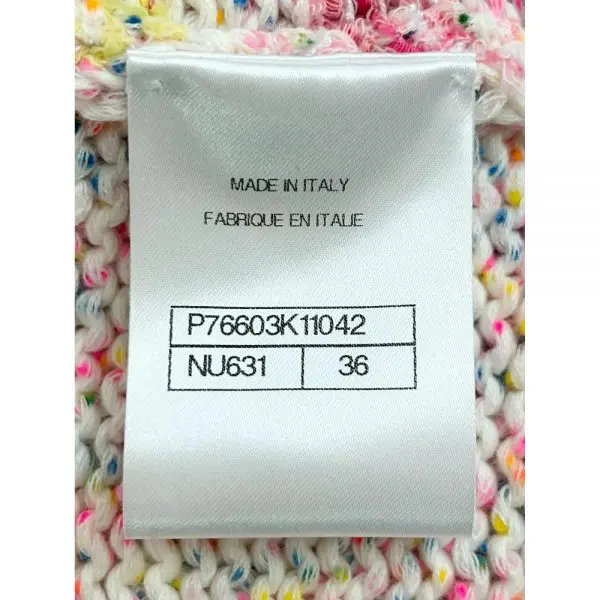 MADE IN ITALY
FABRIQUE EN ITALIE
P76603K11042
NU631 36